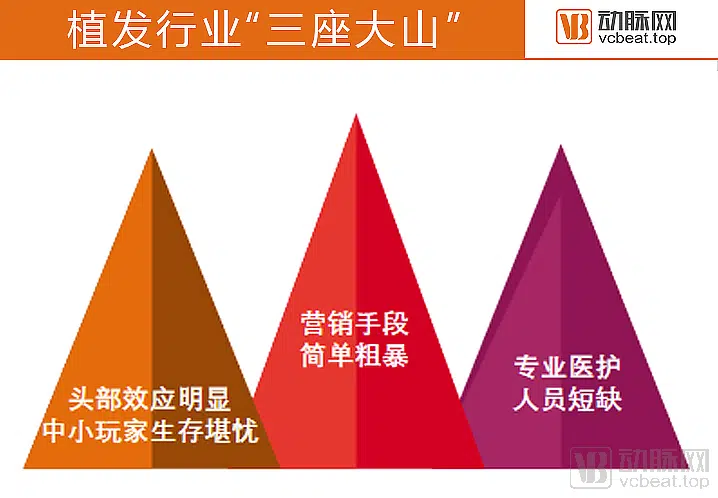 植发行业“三座大山”
VB 动脉网
vcbeat.top
营销手段
简单粗暴
专业医护
人员短缺
头部效应明显
中小玩家生存堪忧
VB 动脉网
vcbeat.top